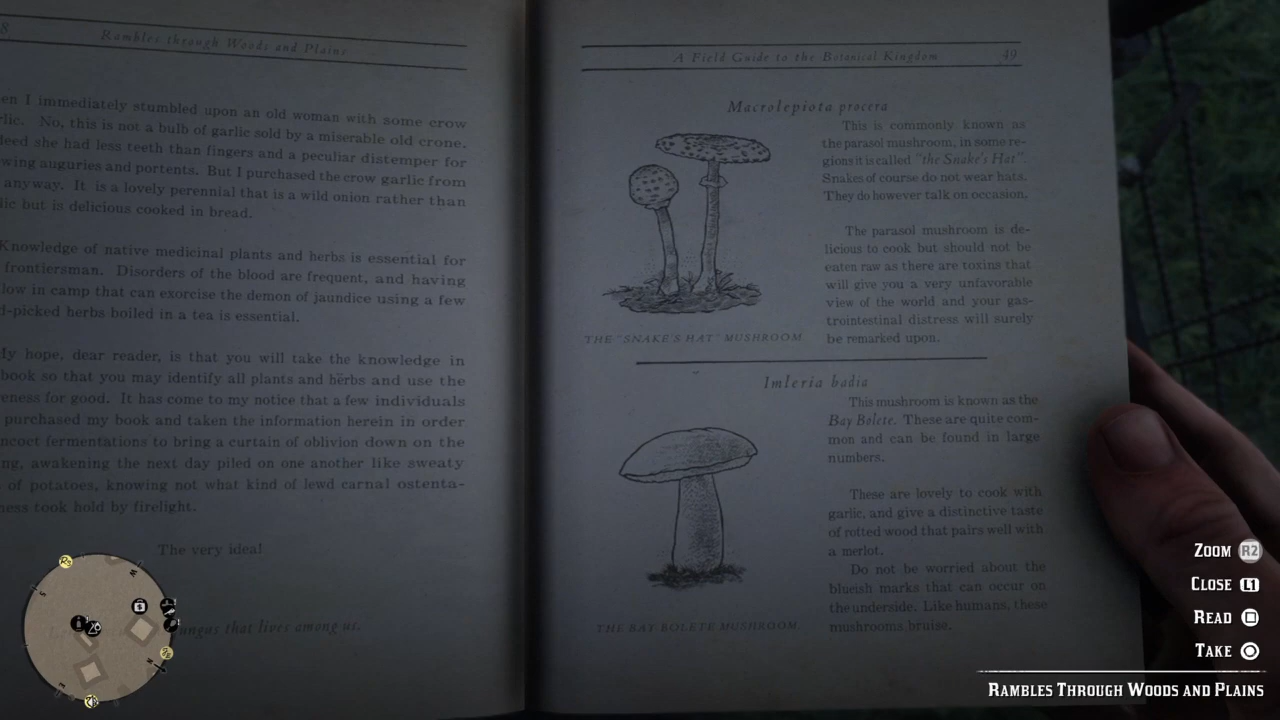 8
Rambles through Woods and Plains
en I immediately stumbled upon an old woman with some crow
lic. No, this is not a bulb of garlic sold by a miserable old crone.
deed she had less teeth than fingers and a peculiar distemper for
wing auguries and portents. But I purchased the crow garlic from
anyway. It is a lovely perennial that is a wild onion rather than
lic but is delicious cooked in bread.
Knowledge of native medicinal plants and herbs is essential for
frontiersman. Disorders of the blood are frequent, and having
low in camp that can exorcise the demon of jaundice using a few
d-picked herbs boiled in a tea is essential.
My hope, dear reader, is that you will take the knowledge in
book so that you may identify all plants and herbs and use the
reness for good. It has come to my notice that a few individuals
purchased my book and taken the information herein in order
ncoct fermentations to bring a curtain of oblivion down on the
ng, awakening the next day piled on one another like sweaty
of potatoes, knowing not what kind of lewd carnal ostenta-
ness took hold by firelight.
The very idea!
ungas that lives among us.
A Field Guide to the Botanical Kingdom
49
Macrolepiota procera
This is commonly known as
the parasol mushroom, in some re-
gions it is called "the Snake's Hat".
Snakes of course do not wear hats.
They do however talk on occasion.
The parasol mushroom is de-
licious to cook but should not be
eaten raw as there are toxins that
will give you a very unfavorable
view of the world and your gas-
trointestinal distress will surely
be remarked upon.
THE "SNAKE'S HAT" MUSHROOM.
Imleria badia
This mushroom is known as the
Bay Bolete. These are quite com-
mon and can be found in large
numbers.
These are lovely to cook with
garlic, and give a distinctive taste
of rotted wood that pairs well with
a merlot.
Do not be worried about the
blueish marks that can occur on
the underside. Like humans, these
mushrooms bruise.
THE BAY BOLETE MUSHROOM.
ZOOM R2
CLOSE L1
READ
TAKE
RAMBLES THROUGH WOODS AND PLAINS